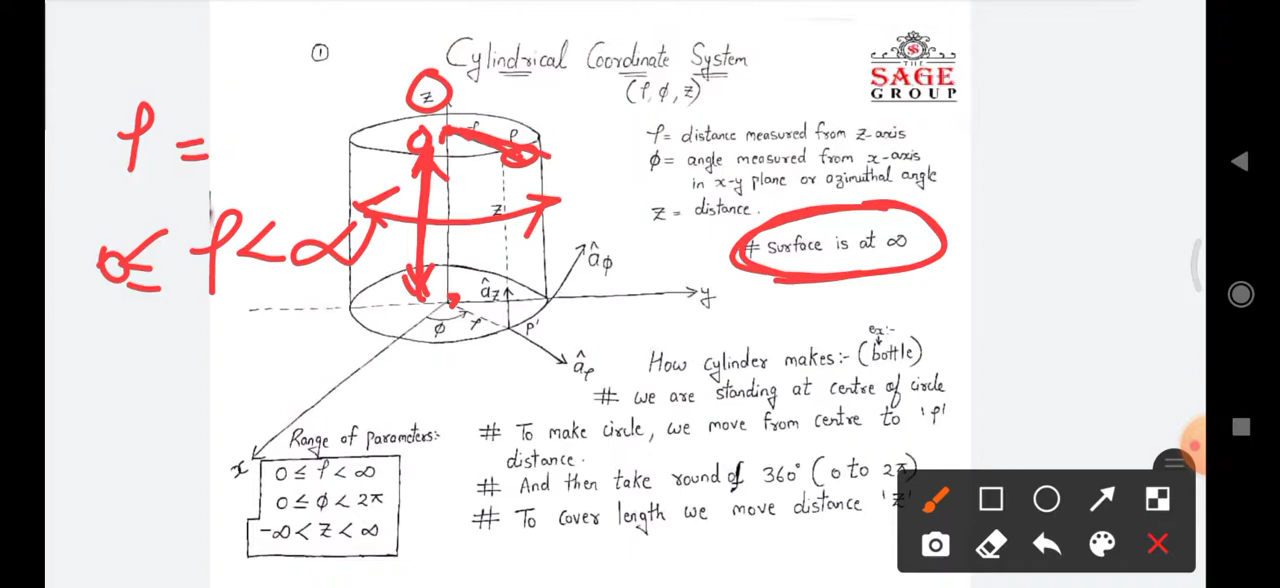 ①
Cylindrical Coordinate System
(ρ, ϕ, z)
THE
SAGE
GROUP
ρ =
0 ≤ ρ < ∞
z
ρ
P
z
ρ = distance measured from z-axis
ϕ = angle measured from x-axis
in x-y plane or azimuthal angle
z = distance.
# Surface is at ∞
âϕ
âz
y
ϕ
ρ
P'
âρ
x
ex:-
How cylinder makes:- (bottle)
# we are standing at centre of circle
# To make circle, we move from centre to 'ρ'
distance.
# And then take round of 360° (0 to 2π)
# To cover length we move distance 'z'
Range of parameters:-
0 ≤ ρ < ∞
0 ≤ ϕ < 2π
-∞ < z < ∞